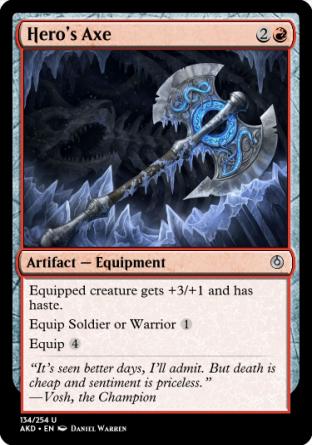 Hero's Axe 2
Artifact — Equipment
Equipped creature gets +3/+1 and has
haste.
Equip Soldier or Warrior 1
Equip 4
"It's seen better days, I'll admit. But death is
cheap and sentiment is priceless."
—Vosh, the Champion
134/254 U
AKD • EN Daniel Warren